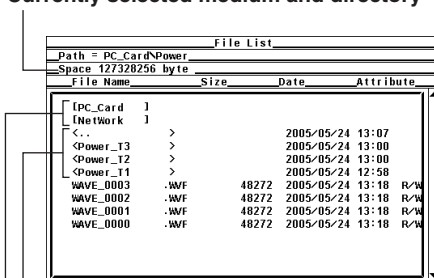 Currently selected medium and directory
File List
Path = PC_Card\Power
Space 127328256 byte
File Name Size Date Attribute
[PC_Card ]
[NetWork ]
<.. > 2005/05/24 13:07
<Power_T3 > 2005/05/24 13:00
<Power_T2 > 2005/05/24 13:00
<Power_T1 > 2005/05/24 12:58
WAVE_0003 .WVF 48272 2005/05/24 13:18 R/W
WAVE_0002 .WVF 48272 2005/05/24 13:18 R/W
WAVE_0001 .WVF 48272 2005/05/24 13:18 R/W
WAVE_0000 .WVF 48272 2005/05/24 13:18 R/W